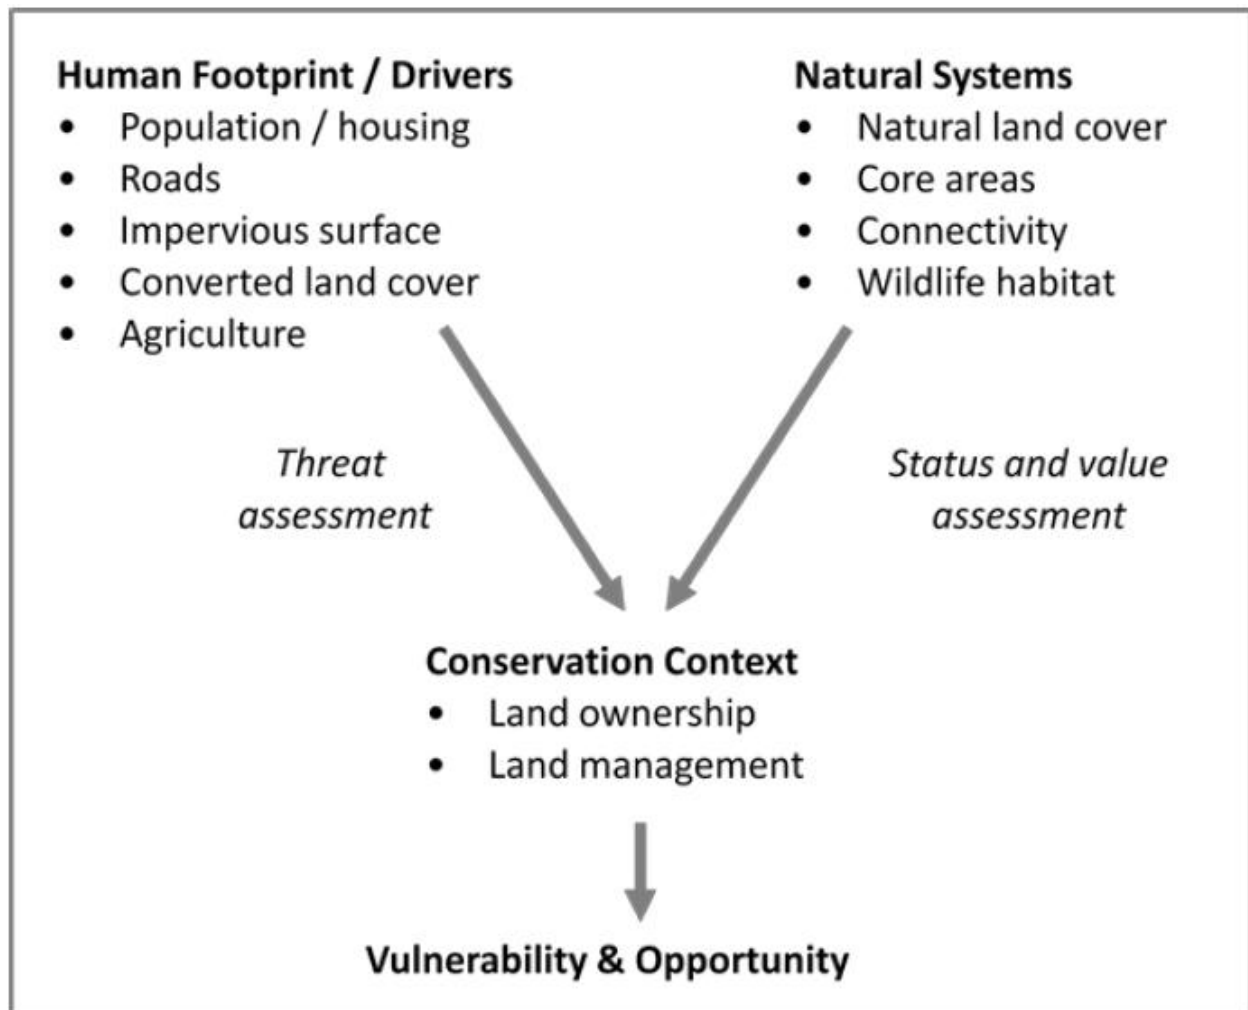 Human Footprint / Drivers
• Population / housing
• Roads
• Impervious surface
• Converted land cover
• Agriculture
Natural Systems
• Natural land cover
• Core areas
• Connectivity
• Wildlife habitat
Threat
assessment
Status and value
assessment
Conservation Context
• Land ownership
• Land management
Vulnerability & Opportunity